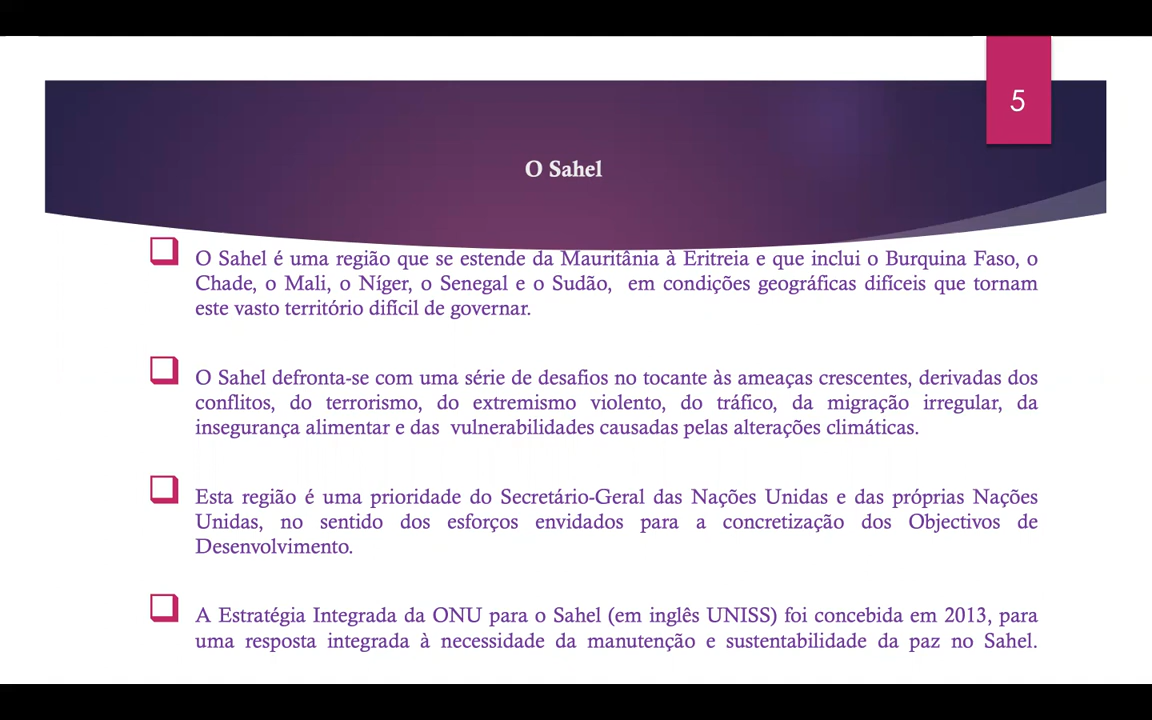 5
O Sahel
O Sahel é uma região que se estende da Mauritânia à Eritreia e que inclui o Burquina Faso, o
Chade, o Mali, o Níger, o Senegal e o Sudão, em condições geográficas difíceis que tornam
este vasto território difícil de governar.
O Sahel defronta-se com uma série de desafios no tocante às ameaças crescentes, derivadas dos
conflitos, do terrorismo, do extremismo violento, do tráfico, da migração irregular, da
insegurança alimentar e das vulnerabilidades causadas pelas alterações climáticas.
Esta região é uma prioridade do Secretário-Geral das Nações Unidas e das próprias Nações
Unidas, no sentido dos esforços envidados para a concretização dos Objectivos de
Desenvolvimento.
A Estratégia Integrada da ONU para o Sahel (em inglês UNISS) foi concebida em 2013, para
uma resposta integrada à necessidade da manutenção e sustentabilidade da paz no Sahel.